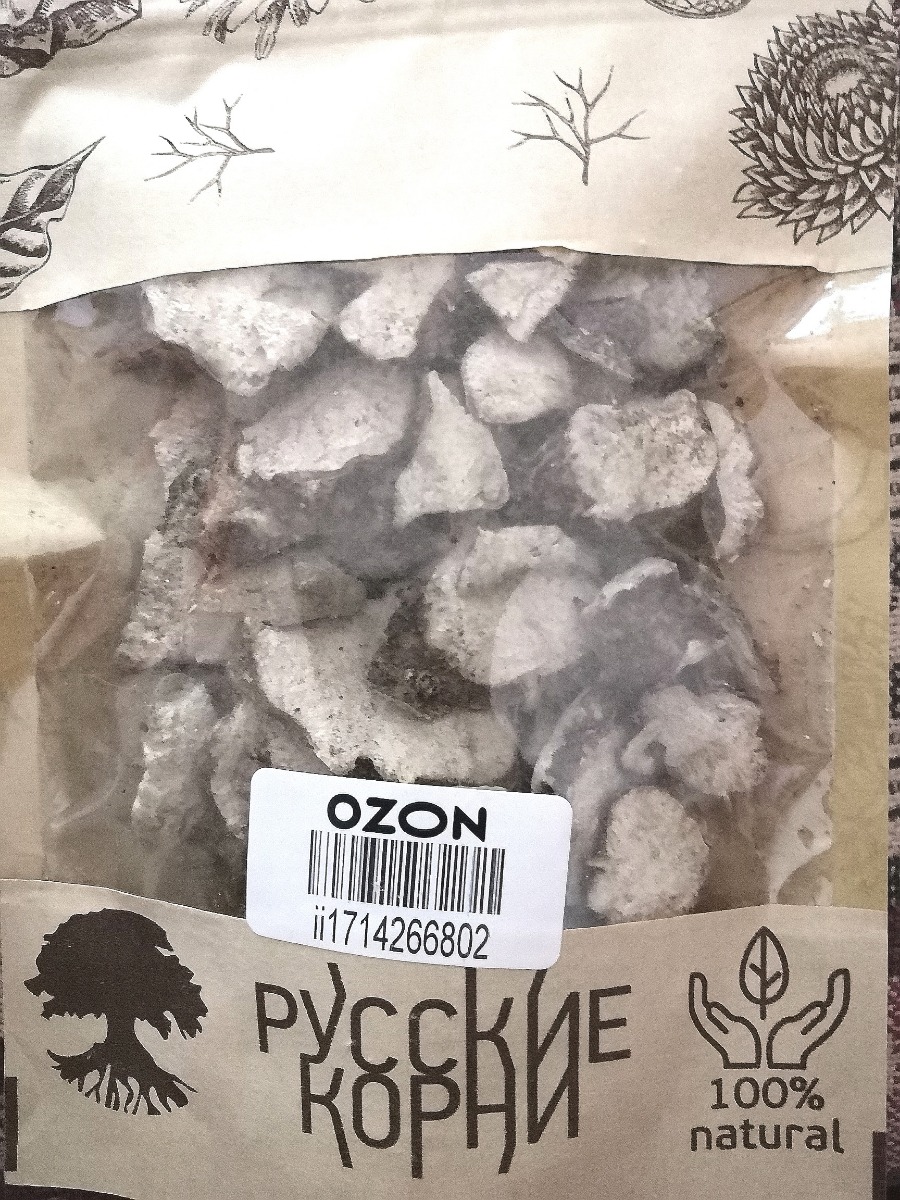 OZON
ii1714266802
РУССКИЕ
КОРНИ
100%
natural